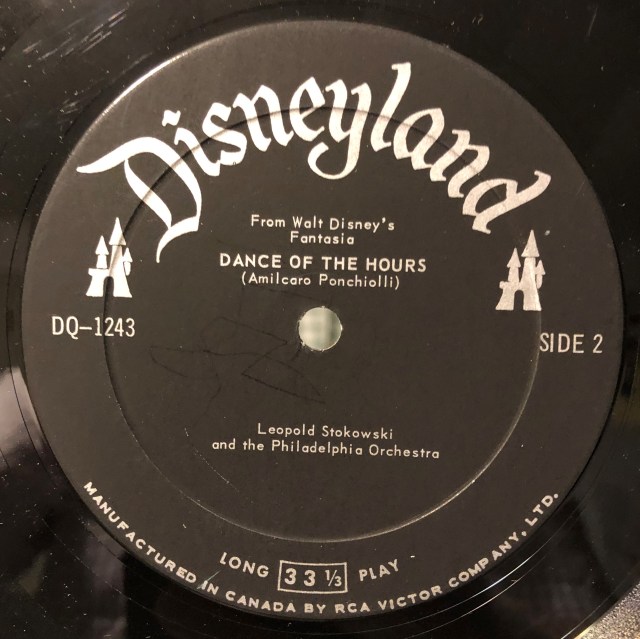 Disneyland
From Walt Disney's
Fantasia
DANCE OF THE HOURS
(Amilcaro Ponchiolli)
DQ-1243
SIDE 2
Leopold Stokowski
and the Philadelphia Orchestra
LONG 33 1/3 PLAY
MANUFACTURED IN CANADA BY RCA VICTOR COMPANY, LTD.